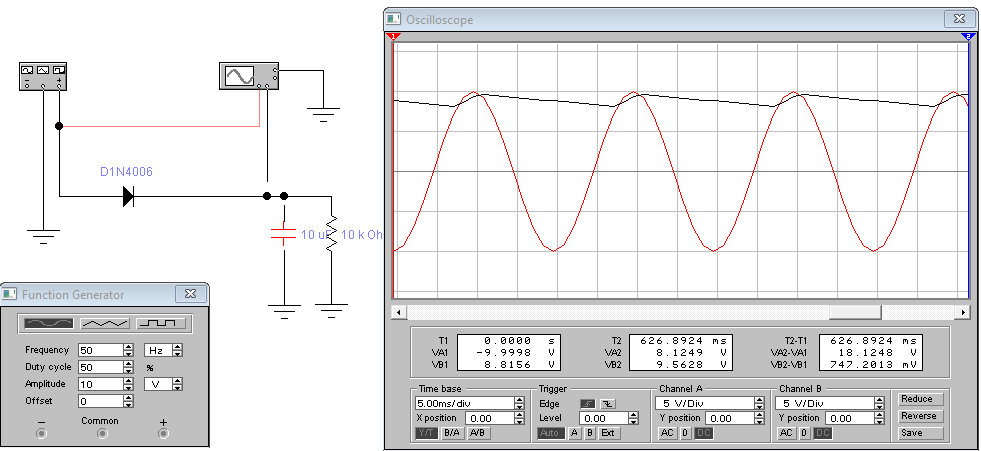 Oscilloscope
1
2
- +
D1N4006
10 uF 10 k Oh
Function Generator
Frequency 50 Hz
Duty cycle 50 %
Amplitude 10 V
Offset 0
− Common +
T1 0.0000 s
VA1 -9.9998 V
VB1 8.8156 V
T2 626.8924 ms
VA2 8.1249 V
VB2 9.5628 V
T2-T1 626.8924 ms
VA2-VA1 18.1248 V
VB2-VB1 747.2013 mV
Time base
5.00ms/div
X position 0.00
Y/T B/A A/B
Trigger
Edge
Level 0.00
Auto A B Ext
Channel A
5 V/Div
Y position 0.00
AC 0 DC
Channel B
5 V/Div
Y position 0.00
AC 0 DC
Reduce
Reverse
Save